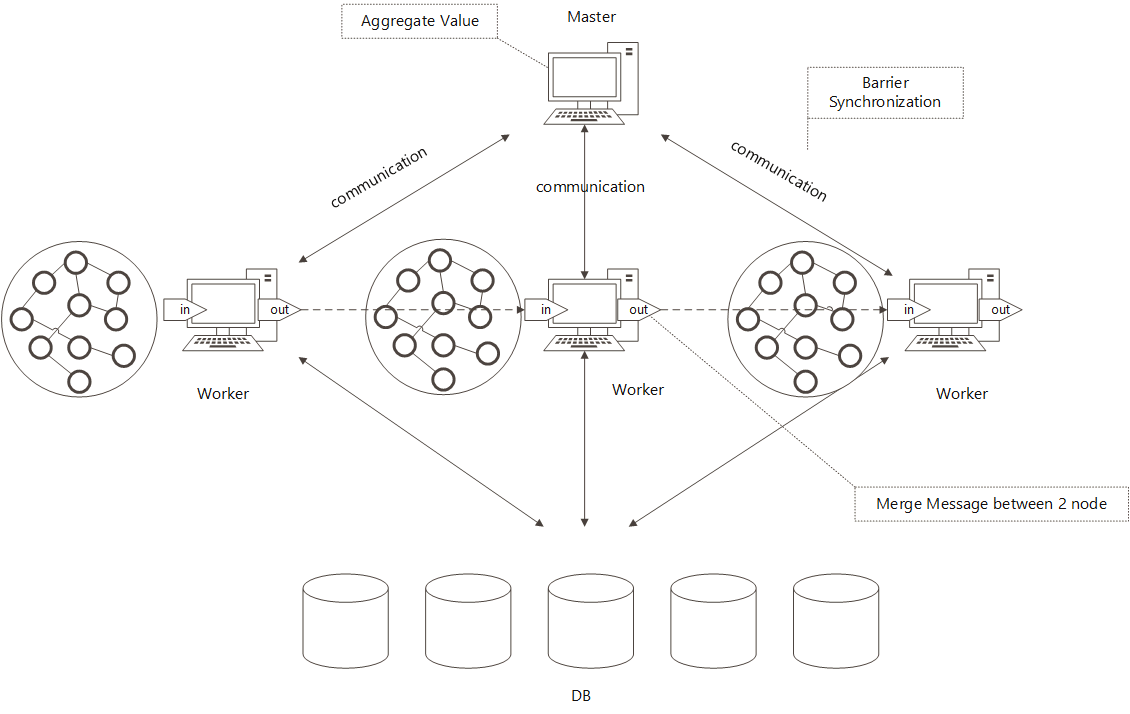 Aggregate Value
Master
Barrier
Synchronization
communication
communication
communication
in
out
in
out
in
out
Worker
Worker
Worker
Merge Message between 2 node
DB